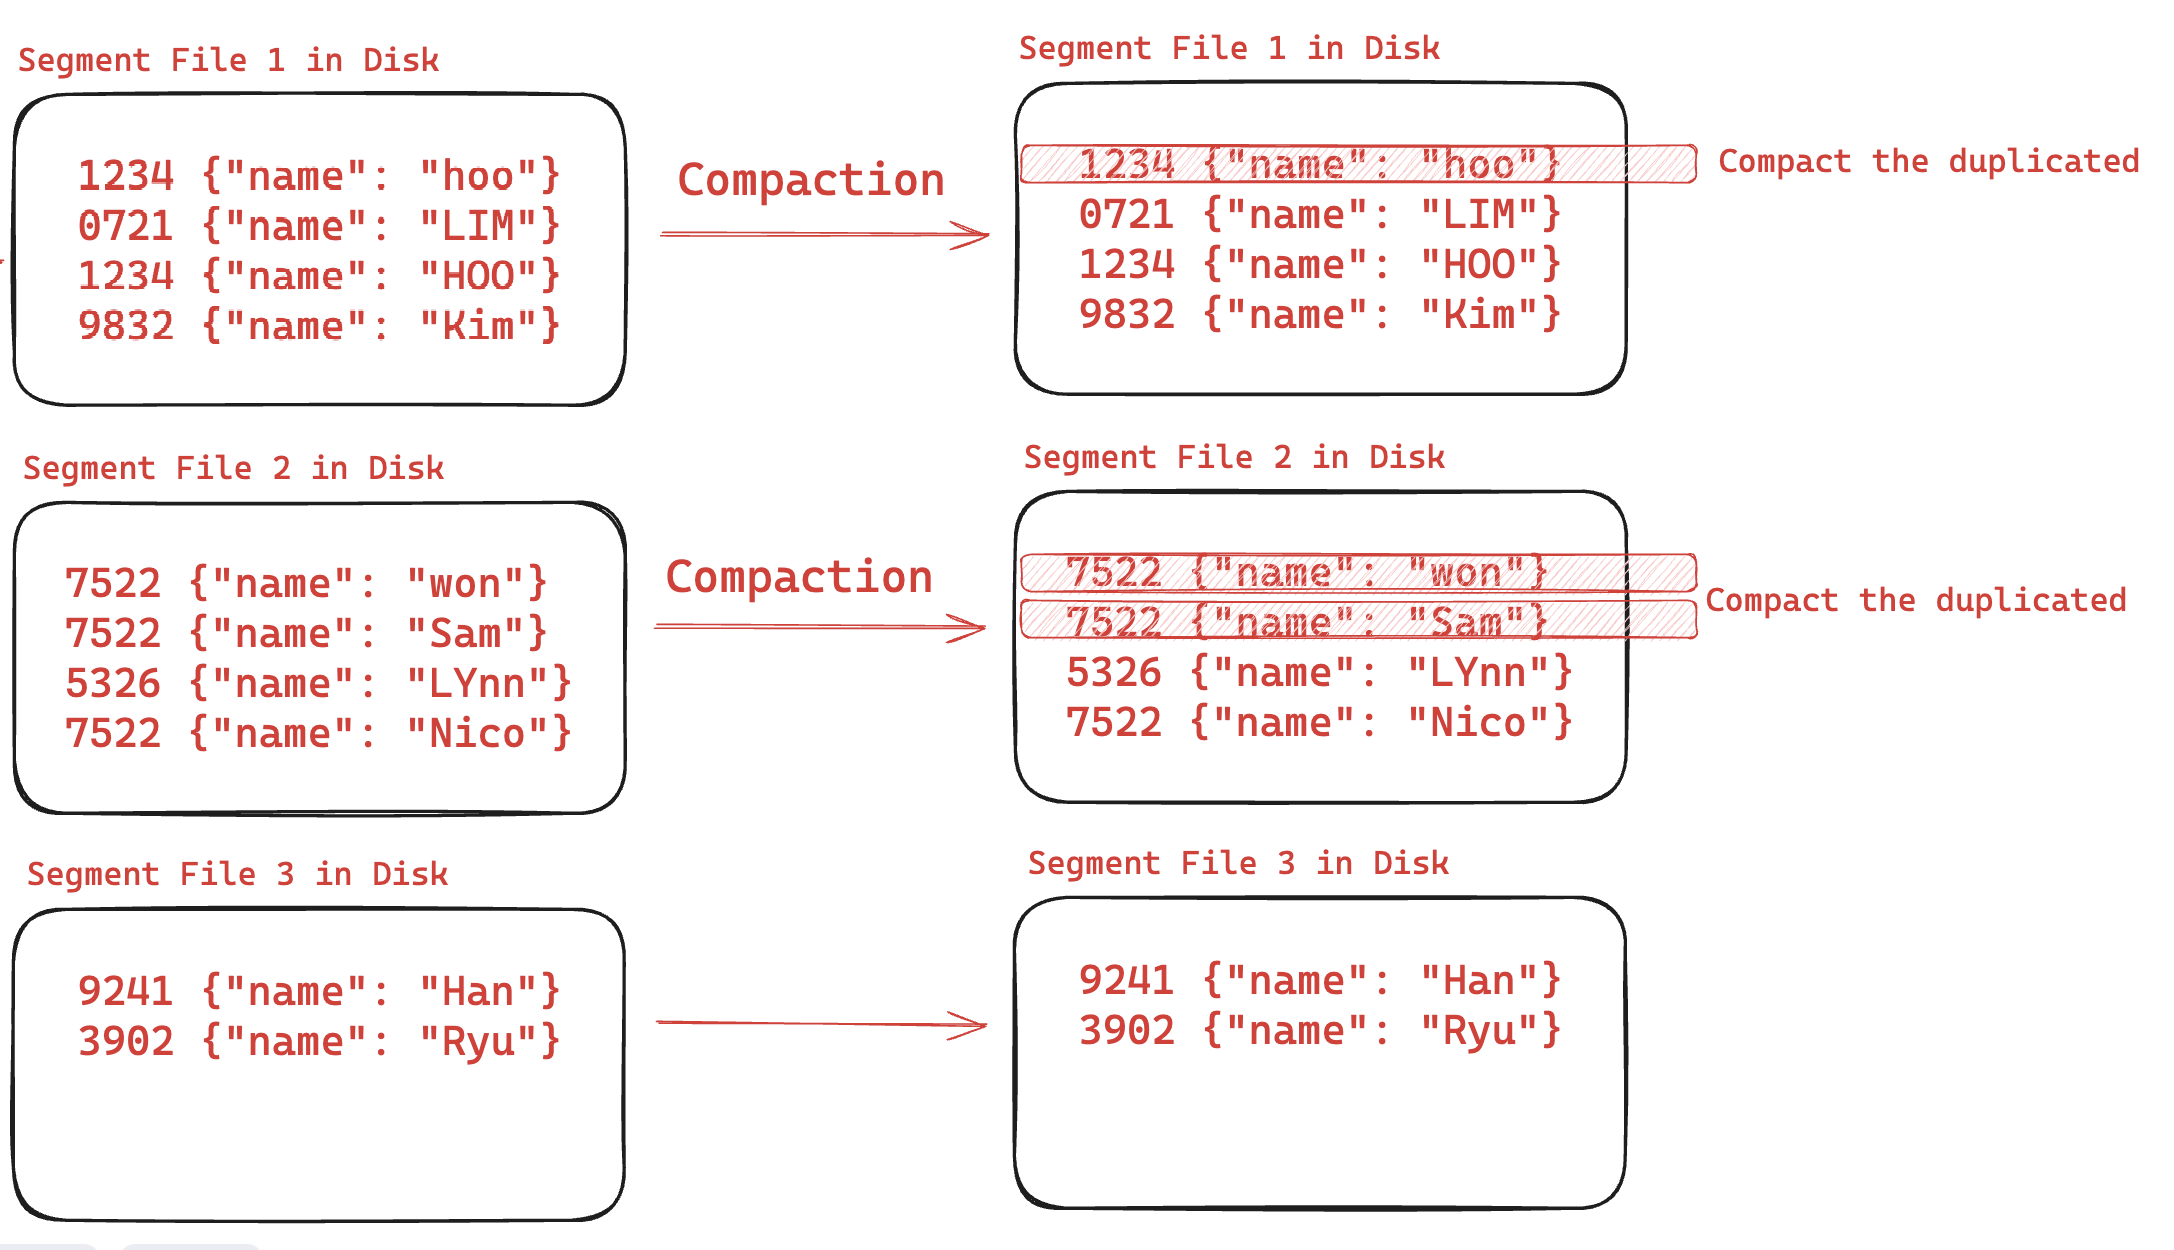 Segment File 1 in Disk
1234 {"name": "hoo"}
0721 {"name": "LIM"}
1234 {"name": "HOO"}
9832 {"name": "Kim"}
Compaction
Segment File 1 in Disk
1234 {"name": "hoo"}
0721 {"name": "LIM"}
1234 {"name": "HOO"}
9832 {"name": "Kim"}
Compact the duplicated
Segment File 2 in Disk
7522 {"name": "won"}
7522 {"name": "Sam"}
5326 {"name": "LYnn"}
7522 {"name": "Nico"}
Compaction
Segment File 2 in Disk
7522 {"name": "won"}
7522 {"name": "Sam"}
5326 {"name": "LYnn"}
7522 {"name": "Nico"}
Compact the duplicated
Segment File 3 in Disk
9241 {"name": "Han"}
3902 {"name": "Ryu"}
Segment File 3 in Disk
9241 {"name": "Han"}
3902 {"name": "Ryu"}